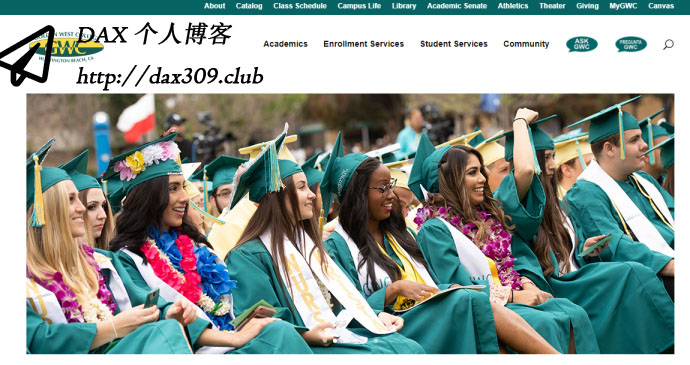 About Catalog Class Schedule Campus Life Library Academic Senate Athletics Theater Giving MyGWC Canvas
DAX 个人博客
GWC
HUNTINGTON BEACH, CA
http://dax309.club
Academics Enrollment Services Student Services Community
ASK
GWC
PREGUNTA
GWC